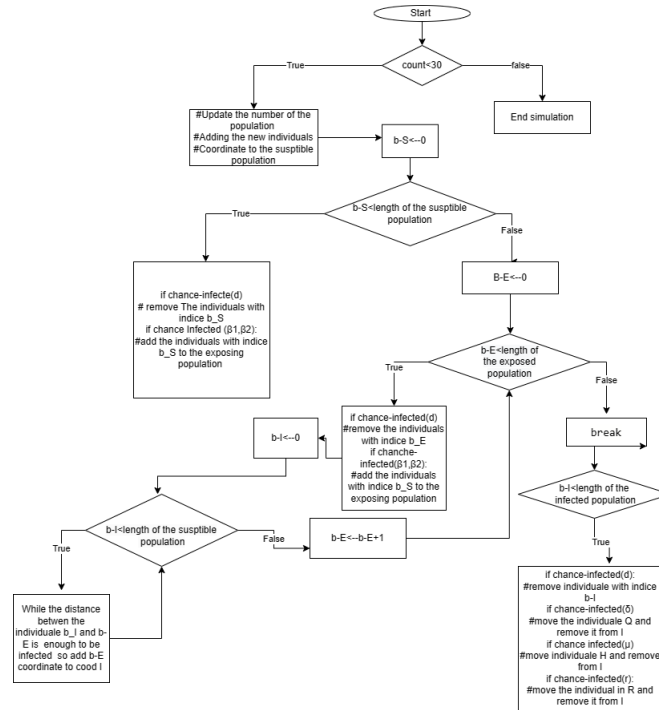 Start
count<30
True
false
#Update the number of the
population
#Adding the new individuals
#Coordinate to the susptible
population
b-S<--0
End simulation
b-S<length of the susptible
population
True
False
if chance-infecte(d)
# remove The individuals with
indice b_S
if chance Infected (β1,β2):
#add the individuals with indice
b_S to the exposing
population
B-E<--0
b-E<length of
the exposed
population
True
False
if chance-infected(d)
#remove the individuals
with indice b_E
if chanche-
infected(β1,β2):
#add the individuals
with indice b_S to the
exposing population
b-I<--0
break
b-I<length of the
infected population
b-I<length of the susptible
population
True
False
b-E<--b-E+1
True
While the distance
betwen the
individuale b_I and b-
E is enough to be
infected so add b-E
coordinate to cood I
if chance-infected(d):
#remove individuale with indice
b-I
if chance-infected(δ)
#move the individuale Q and
remove it from I
if chance infected(μ)
#move individuale H and remove
from I
if chance-infected(r):
#move the individual in R and
remove it from I